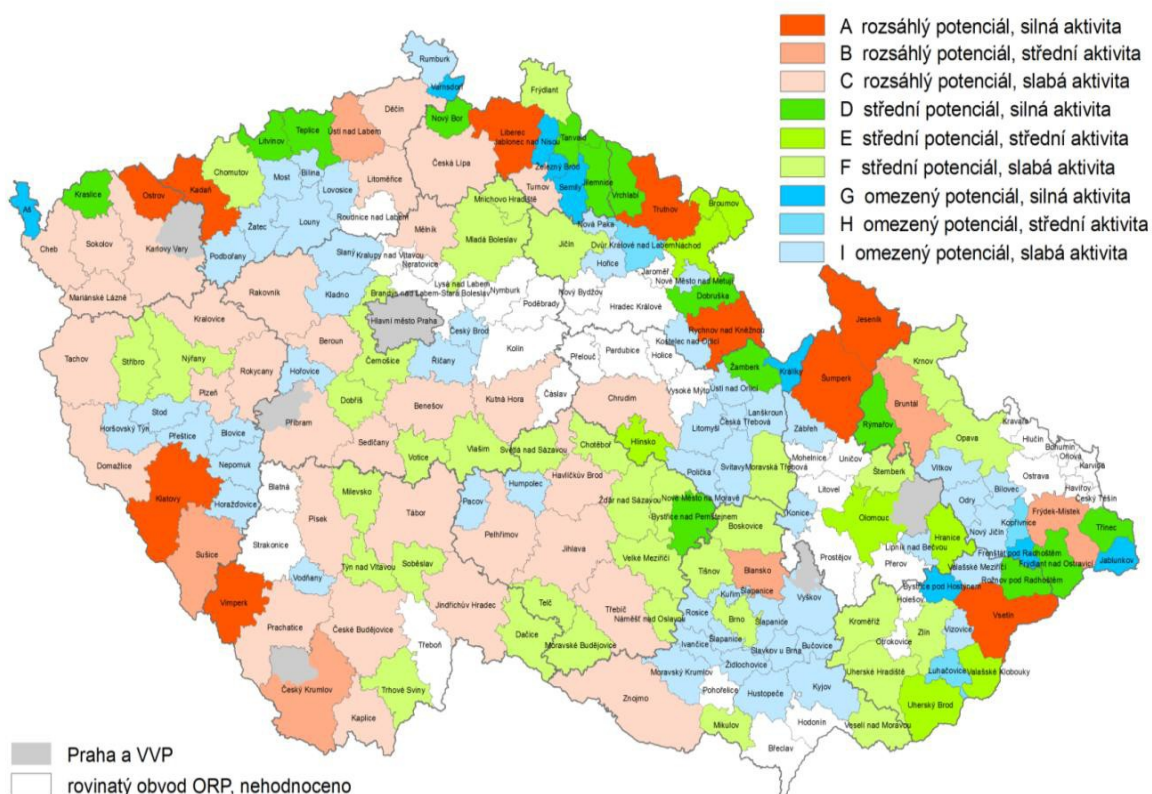 A rozsáhlý potenciál, silná aktivita
B rozsáhlý potenciál, střední aktivita
C rozsáhlý potenciál, slabá aktivita
D střední potenciál, silná aktivita
E střední potenciál, střední aktivita
F střední potenciál, slabá aktivita
G omezený potenciál, silná aktivita
H omezený potenciál, střední aktivita
I omezený potenciál, slabá aktivita
Rumburk
Varnsdorf
Frýdlant
Děčín
Nový Bor
Liberec
Jablonec nad Nisou
Tanvald
Teplice
Litvínov
Ústí nad Labem
Česká Lípa
Železný Brod
Semily
Jilemnice
Vrchlabí
Trutnov
Broumov
Chomutov
Most
Bílina
Lovosice
Litoměřice
Turnov
Kadaň
Ostrov
Kraslice
Aš
Mnichovo Hradiště
Roudnice nad Labem
Nová Paka
Žatec
Louny
Mělník
Mladá Boleslav
Jičín
Dvůr Králové nad Labem
Náchod
Hořice
Karlovy Vary
Sokolov
Cheb
Podbořany
Slaný
Kralupy nad Vltavou
Neratovice
Jaroměř
Nové Město nad Metují
Mariánské Lázně
Rakovník
Kladno
Lysá nad Labem
Brandýs nad Labem-Stará Boleslav
Nymburk
Poděbrady
Nový Bydžov
Hradec Králové
Dobruška
Kralovice
Hlavní město Praha
Český Brod
Kolín
Rychnov nad Kněžnou
Kostelec nad Orlicí
Jeseník
Tachov
Stříbro
Nýřany
Beroun
Černošice
Říčany
Přelouč
Pardubice
Holice
Žamberk
Králíky
Šumperk
Krnov
Plzeň
Rokycany
Hořovice
Dobříš
Benešov
Kutná Hora
Čáslav
Chrudim
Vysoké Mýto
Ústí nad Orlicí
Bruntál
Rýmařov
Stod
Horšovský Týn
Přeštice
Blovice
Příbram
Sedlčany
Votice
Vlašim
Světlá nad Sázavou
Chotěboř
Hlinsko
Litomyšl
Česká Třebová
Lanškroun
Zábřeh
Opava
Kravaře
Hlučín
Bohumín
Domažlice
Nepomuk
Horažďovice
Klatovy
Blatná
Milevsko
Tábor
Pacov
Humpolec
Havlíčkův Brod
Polička
Svitavy
Moravská Třebová
Mohelnice
Uničov
Šternberk
Vítkov
Ostrava
Karviná
Havířov
Český Těšín
Sušice
Strakonice
Písek
Pelhřimov
Jihlava
Žďár nad Sázavou
Nové Město na Moravě
Bystřice nad Pernštejnem
Boskovice
Konice
Litovel
Olomouc
Odry
Bílovec
Nový Jičín
Kopřivnice
Frýdek-Místek
Třinec
Jablunkov
Vimperk
Vodňany
Týn nad Vltavou
Soběslav
Velké Meziříčí
Tišnov
Blansko
Prostějov
Přerov
Lipník nad Bečvou
Hranice
Valašské Meziříčí
Frenštát pod Radhoštěm
Frýdlant nad Ostravicí
Rožnov pod Radhoštěm
Prachatice
České Budějovice
Jindřichův Hradec
Třeboň
Telč
Dačice
Moravské Budějovice
Třebíč
Náměšť nad Oslavou
Rosice
Kuřim
Brno
Šlapanice
Šlapanice
Šlapanice
Vyškov
Bystřice pod Hostýnem
Holešov
Vsetín
Český Krumlov
Kaplice
Trhové Sviny
Ivančice
Moravský Krumlov
Židlochovice
Slavkov u Brna
Bučovice
Kroměříž
Otrokovice
Zlín
Vizovice
Luhačovice
Valašské Klobouky
Znojmo
Pohořelice
Hustopeče
Kyjov
Uherské Hradiště
Uherský Brod
Mikulov
Břeclav
Hodonín
Veselí nad Moravou
Praha a VVP
rovinatý obvod ORP, nehodnoceno